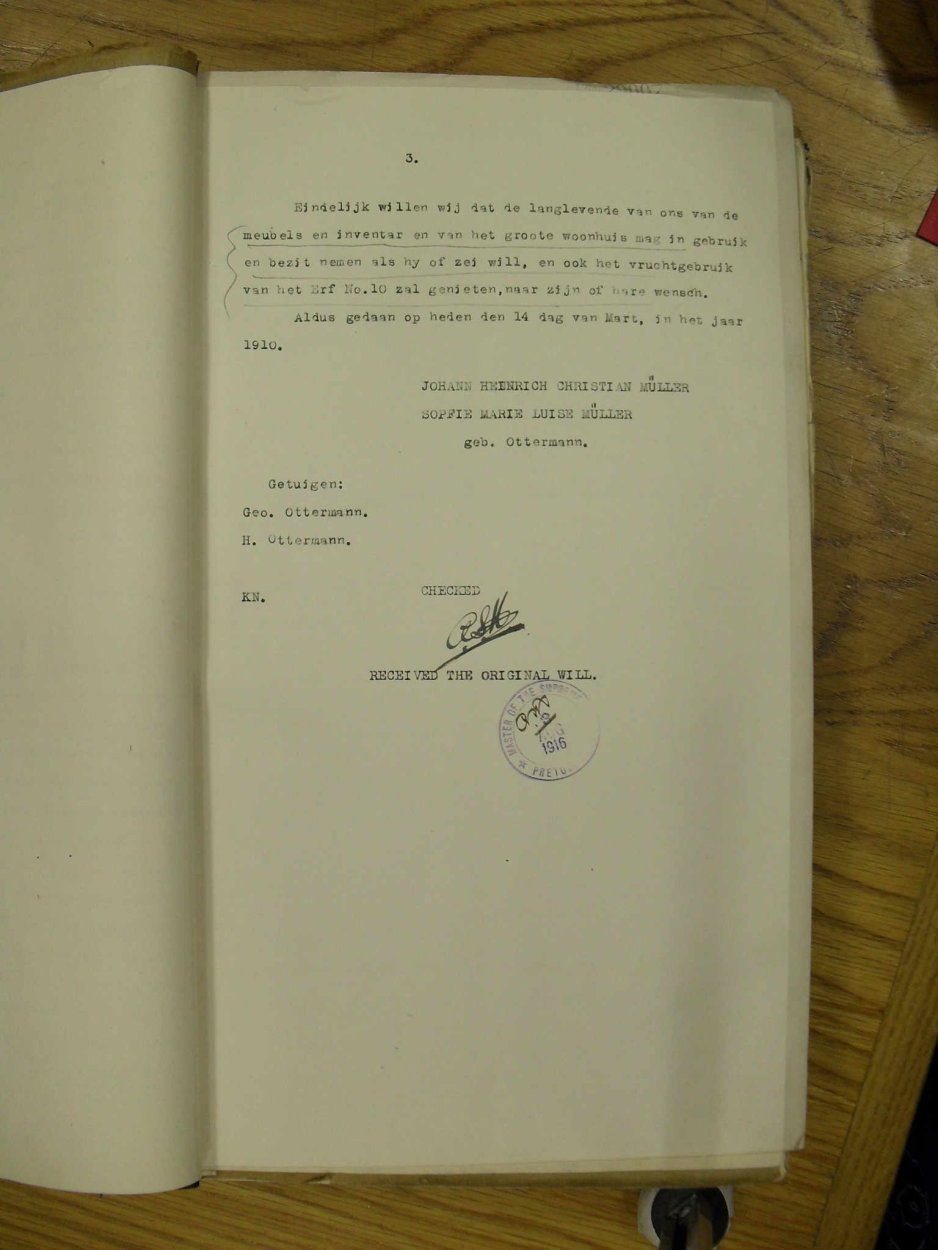 3.
Eindelijk willen wij dat de langlevende van ons van de
meubels en inventar en van het groote woonhuis mag in gebruik
en bezit nemen als hy of zei will, en ook het vruchtgebruik
van het Erf No.10 zal genieten,naar zijn of hare wensch.
Aldus gedaan op heden den 14 dag van Mart, in het jaar
1910.
JOHANN HEINRICH CHRISTIAN MÜLLER
SOPFIE MARIE LUISE MÜLLER
geb. Ottermann.
Getuigen:
Geo. Ottermann.
H. Ottermann.
KN.
CHECKED
RECEIVED THE ORIGINAL WILL.
MASTER OF THE SUPREME
AUG
1916